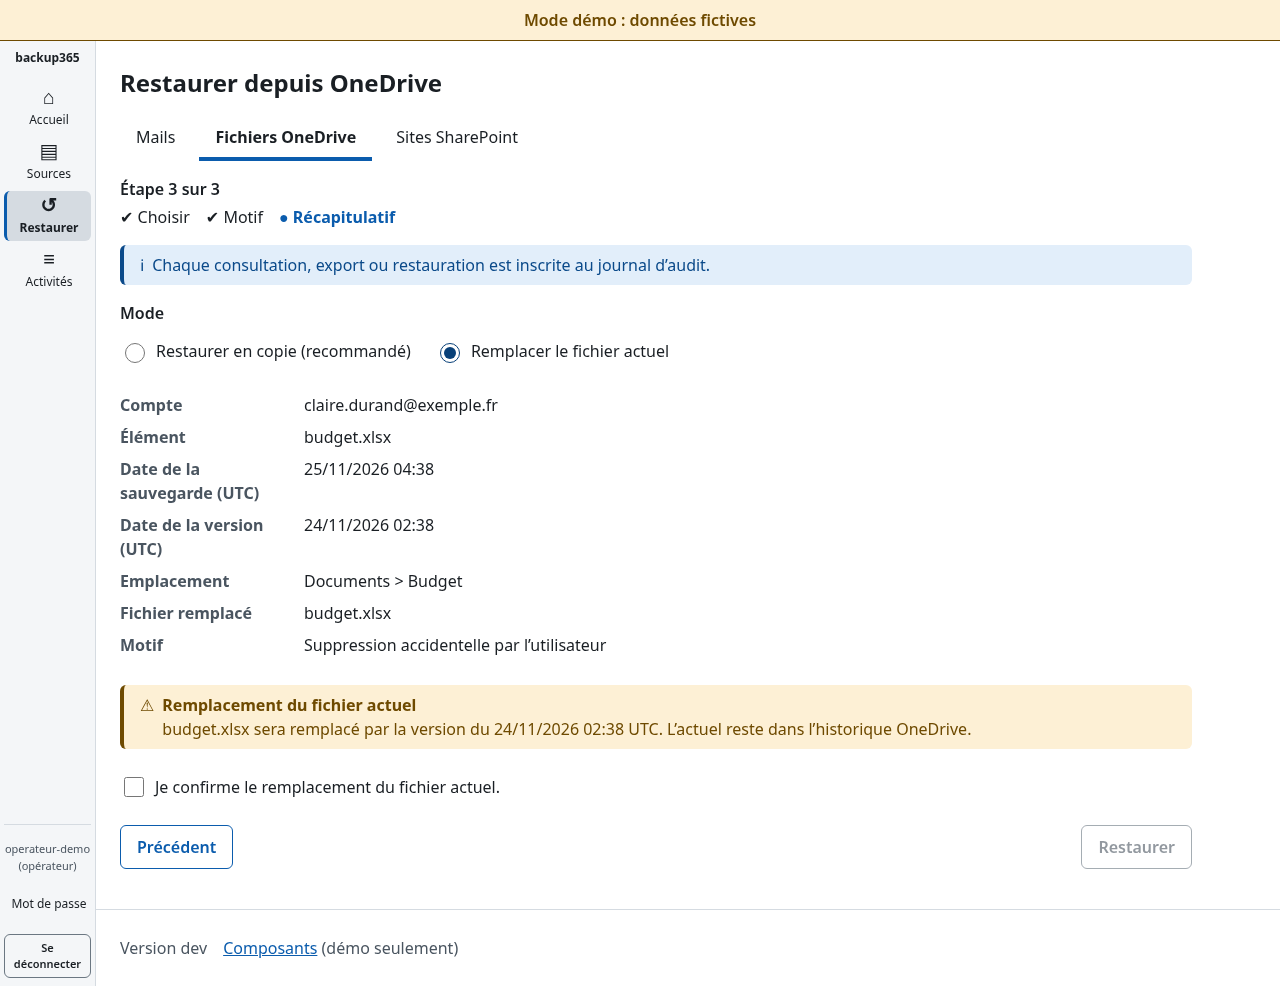 Mode démo : données fictives
backup365
Accueil
Sources
Restaurer
Activités
operateur-demo
(opérateur)
Mot de passe
Se
déconnecter
Restaurer depuis OneDrive
Mails
Fichiers OneDrive
Sites SharePoint
Étape 3 sur 3
✔ Choisir ✔ Motif ● Récapitulatif
i Chaque consultation, export ou restauration est inscrite au journal d’audit.
Mode
Restaurer en copie (recommandé)
Remplacer le fichier actuel
Compte claire.durand@exemple.fr
Élément budget.xlsx
Date de la
sauvegarde (UTC) 25/11/2026 04:38
Date de la version
(UTC) 24/11/2026 02:38
Emplacement Documents > Budget
Fichier remplacé budget.xlsx
Motif Suppression accidentelle par l’utilisateur
⚠ Remplacement du fichier actuel
budget.xlsx sera remplacé par la version du 24/11/2026 02:38 UTC. L’actuel reste dans l’historique OneDrive.
Je confirme le remplacement du fichier actuel.
Précédent
Restaurer
Version dev Composants (démo seulement)